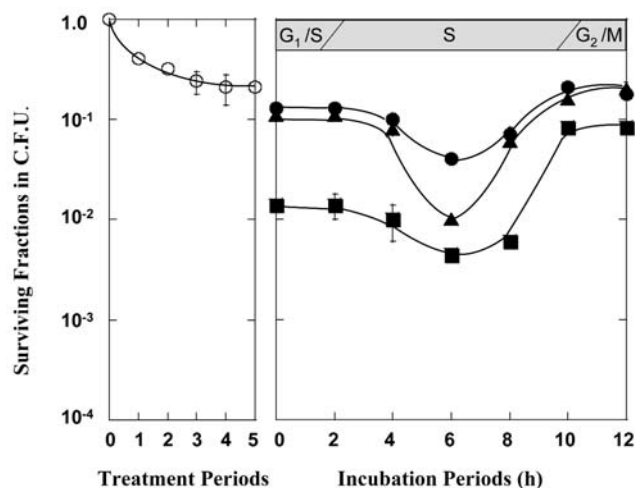 Surviving Fractions in C.F.U.
1.0
10-1
10-2
10-3
10-4
0 1 2 3 4 5
Treatment Periods
G1/S S G2/M
0 2 4 6 8 10 12
Incubation Periods (h)